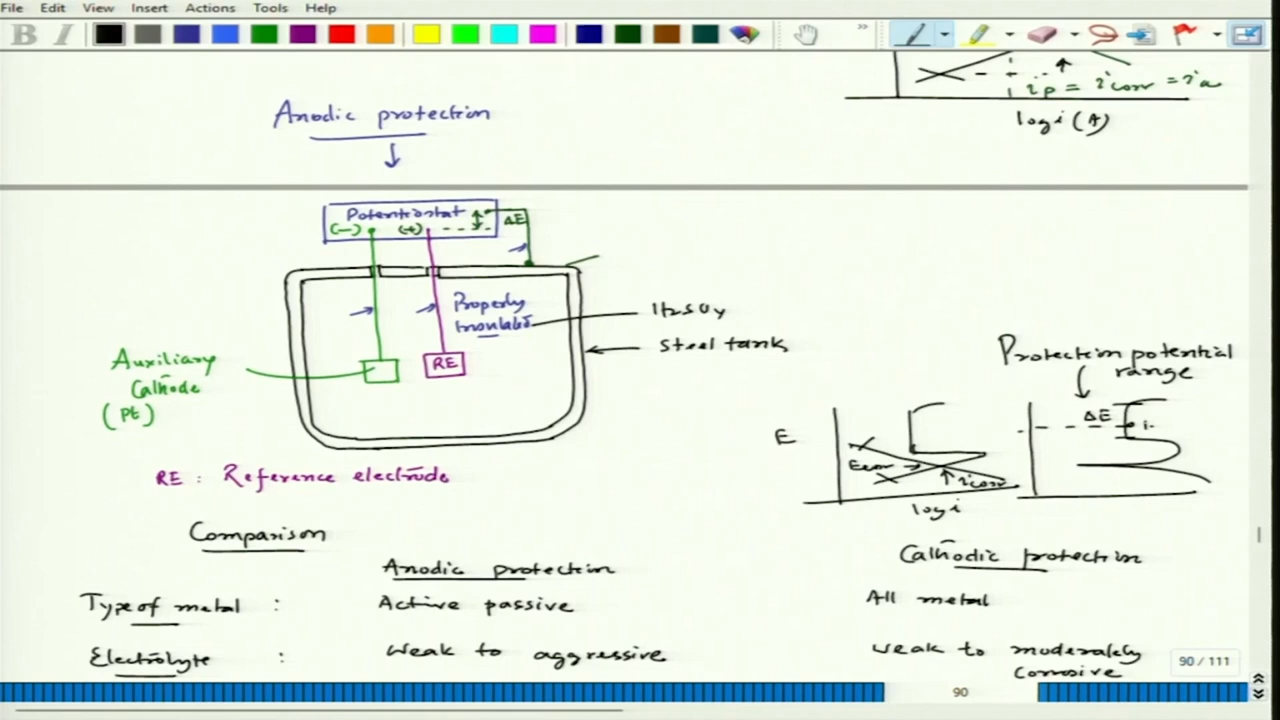 File Edit View Insert Actions Tools Help
B I
ip = icorr = ia
log i (A)
Anodic protection
Potentiostat
(−) (+) ΔE
Properly
Insulated
H2SO4
Steel tank
Auxiliary
Cathode
(Pt)
RE
RE : Reference electrode
Protection potential
range
ΔE
E
Ecorr
icorr
log i
Comparison
Anodic protection Cathodic protection
Type of metal : Active passive All metal
Electrolyte : Weak to aggressive Weak to moderately
corrosive
90 / 111
90